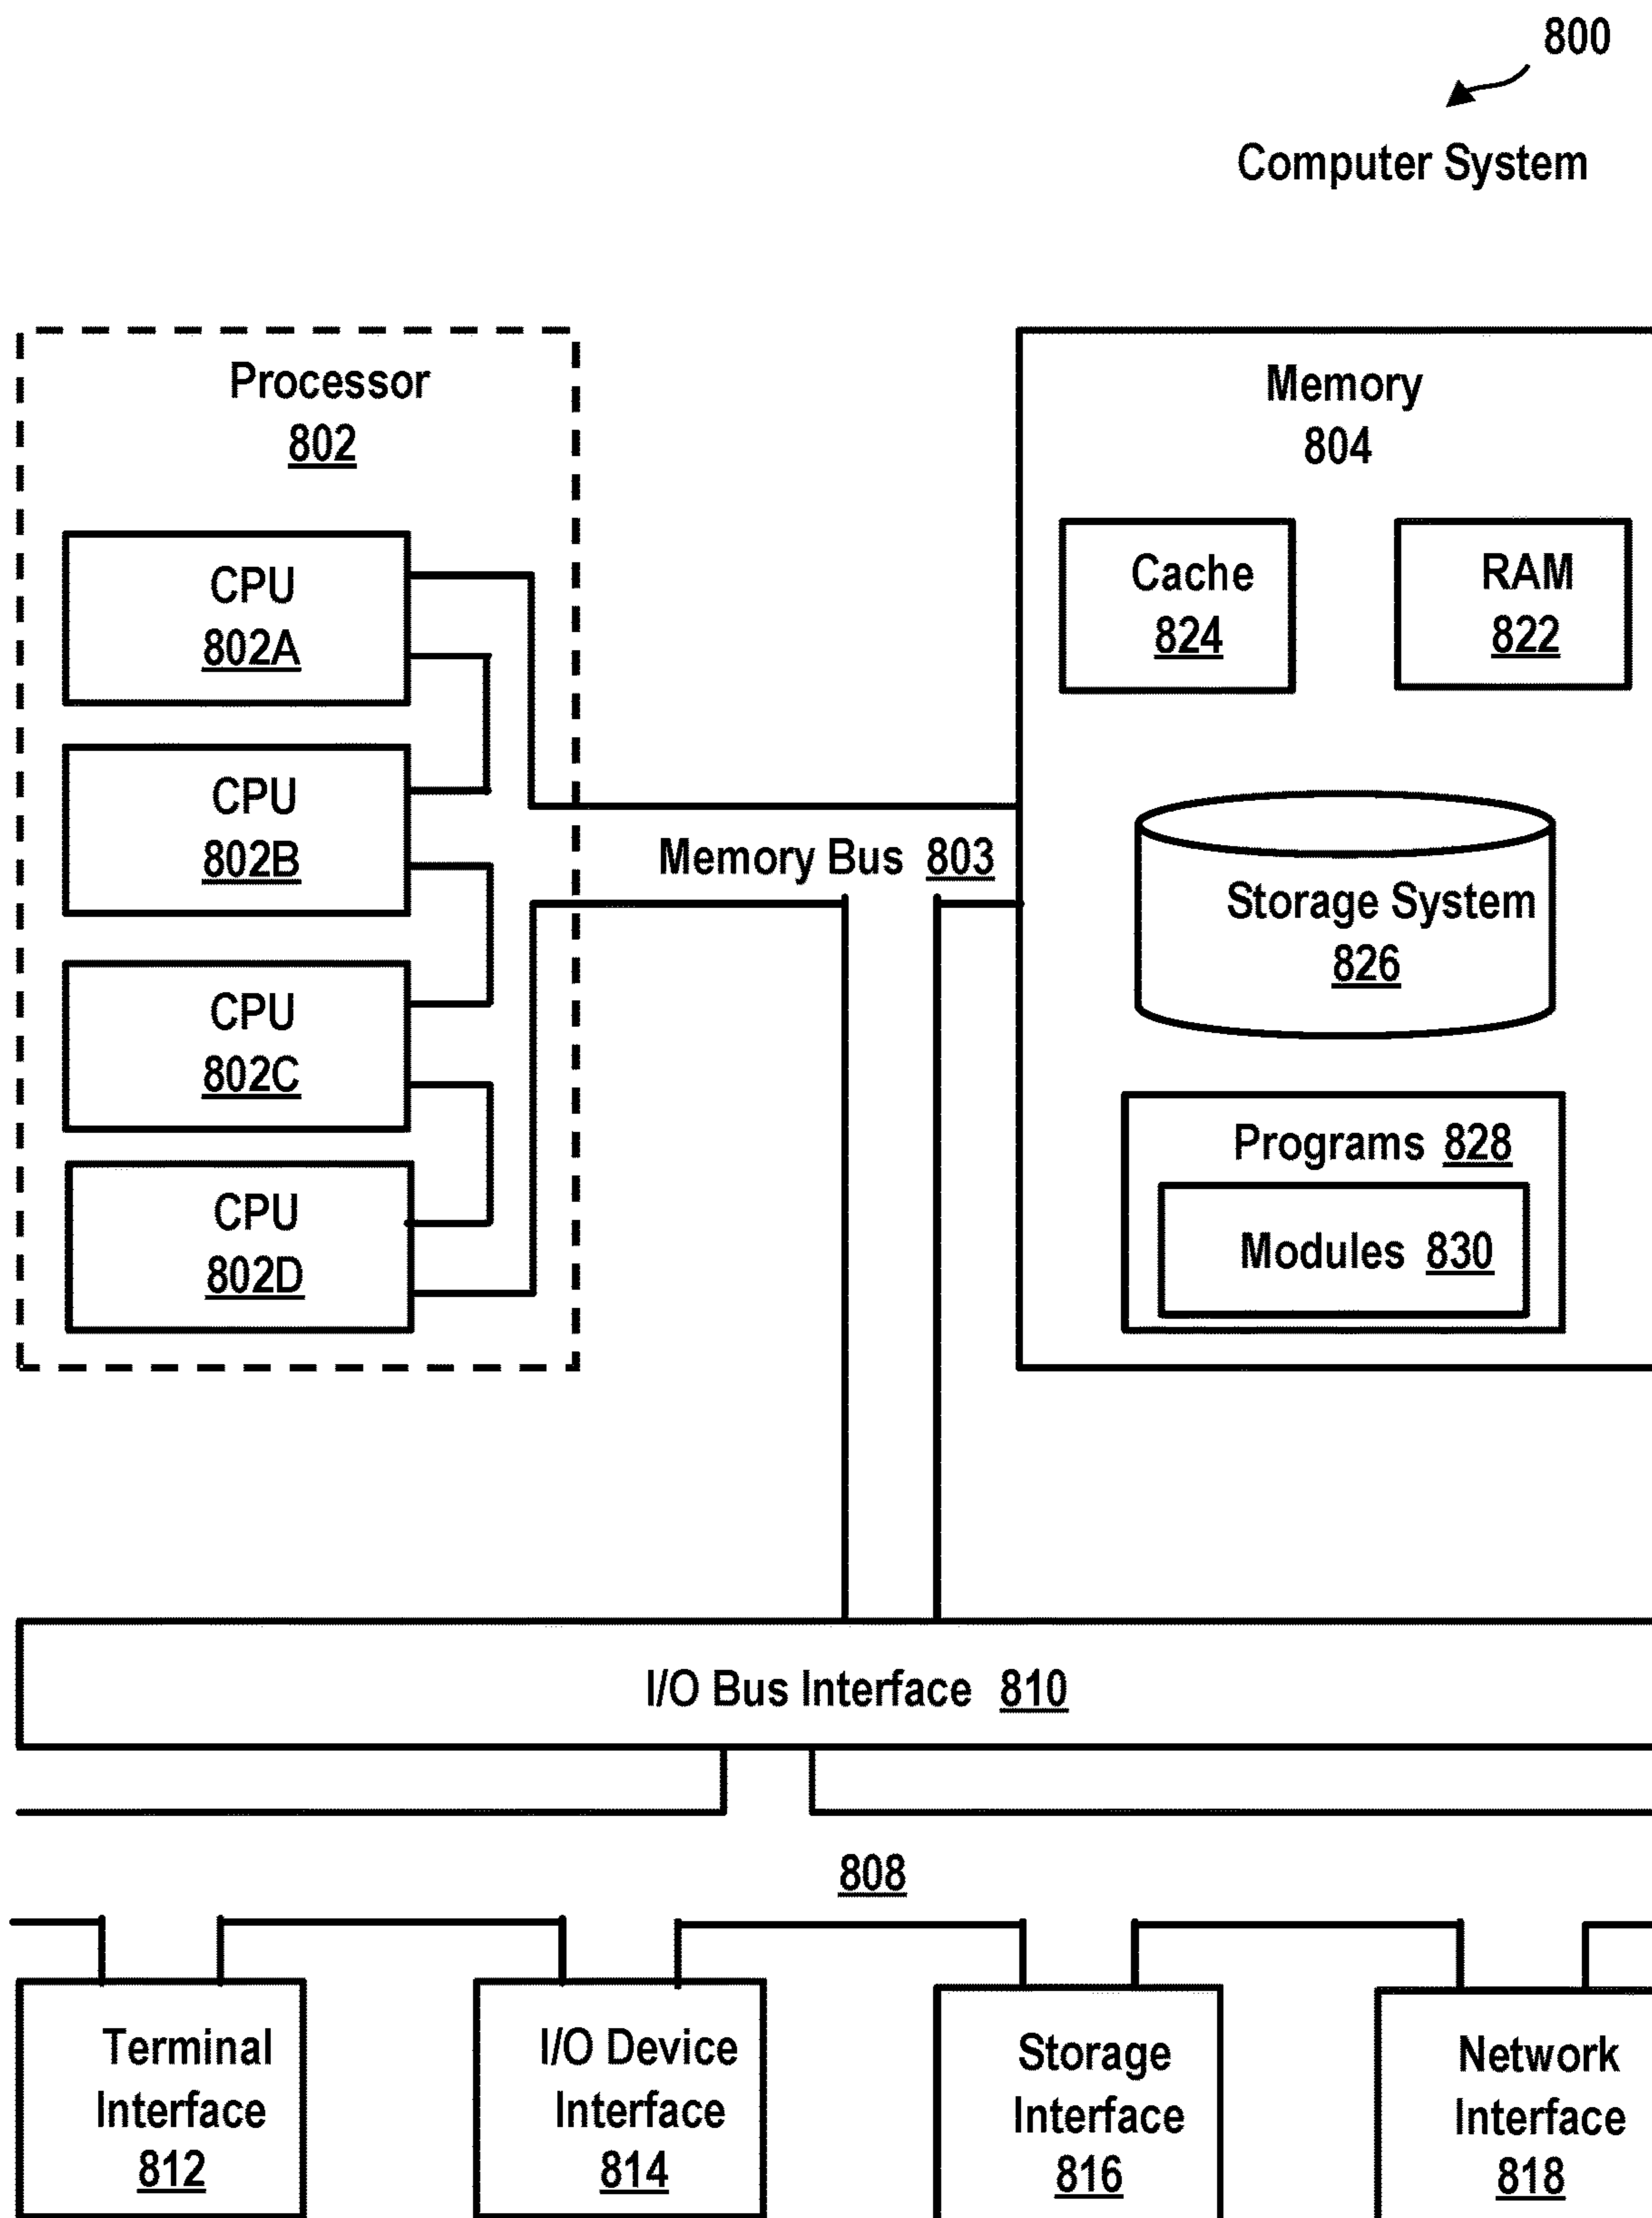 800
Computer System
Processor
802
CPU
802A
CPU
802B
CPU
802C
CPU
802D
Memory Bus 803
Memory
804
Cache
824
RAM
822
Storage System
826
Programs 828
Modules 830
I/O Bus Interface 810
808
Terminal
Interface
812
I/O Device
Interface
814
Storage
Interface
816
Network
Interface
818